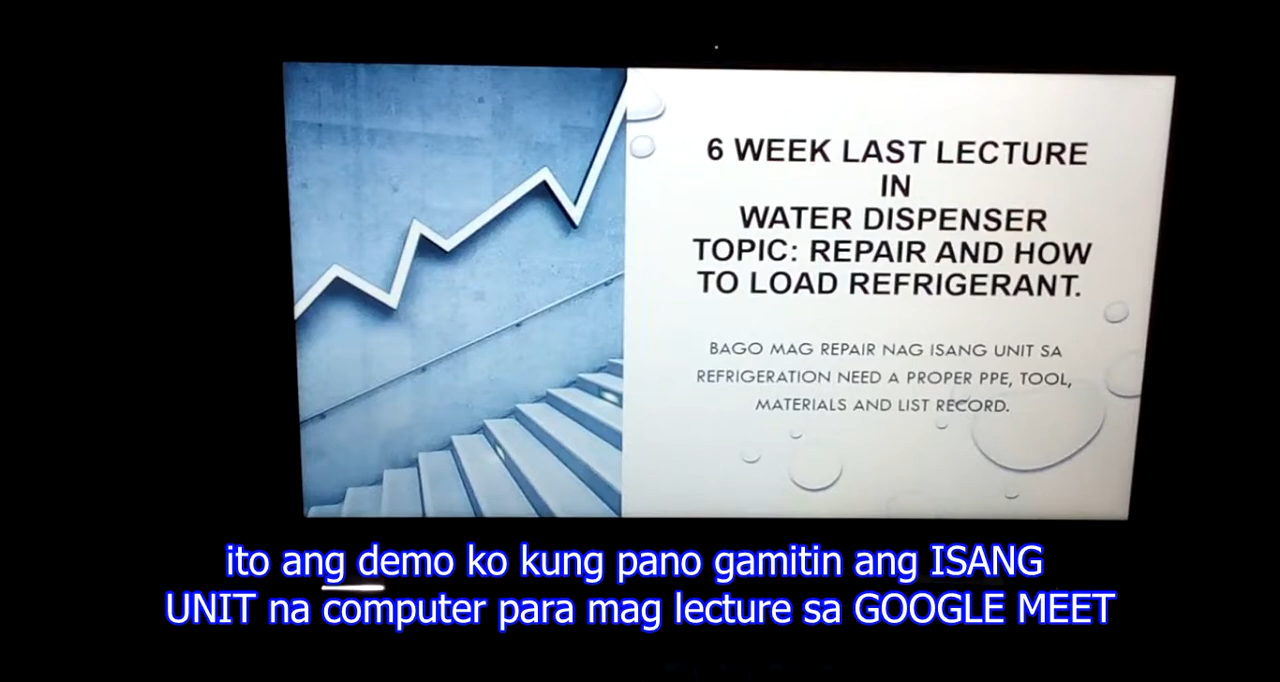 6 WEEK LAST LECTURE
IN
WATER DISPENSER
TOPIC: REPAIR AND HOW
TO LOAD REFRIGERANT.
BAGO MAG REPAIR NAG ISANG UNIT SA
REFRIGERATION NEED A PROPER PPE, TOOL,
MATERIALS AND LIST RECORD.
ito ang demo ko kung pano gamitin ang ISANG
UNIT na computer para mag lecture sa GOOGLE MEET